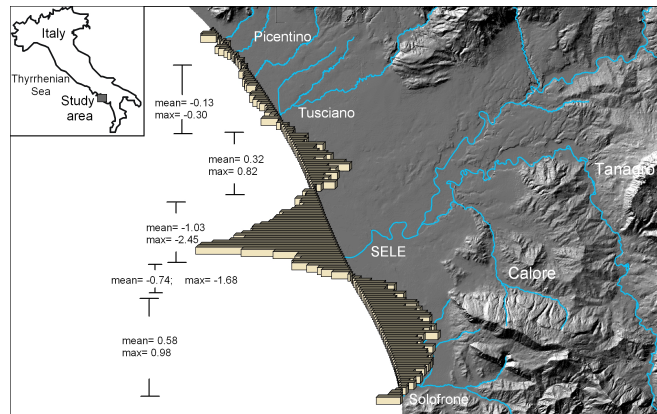 Italy
Thyrrhenian
Sea
Study
area
Picentino
Tusciano
mean= -0.13
max= -0.30
mean= 0.32
max= 0.82
Tanagro
mean= -1.03
max= -2.45
SELE
Calore
mean= -0.74; max= -1.68
mean= 0.58
max= 0.98
Solofrone